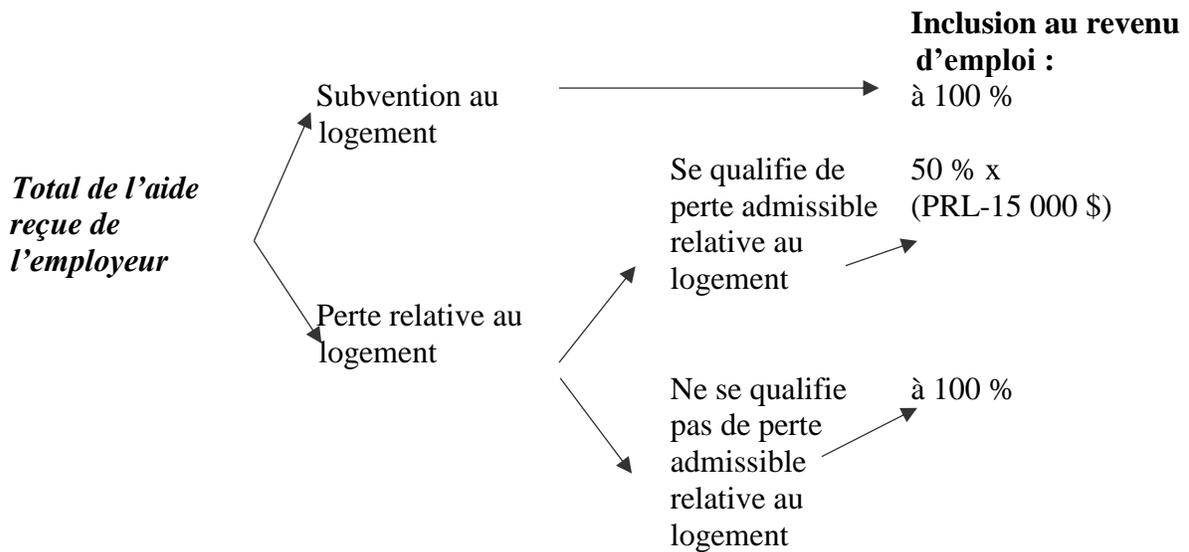 Inclusion au revenu
d’emploi :
Subvention au
logement
à 100 %
Total de l’aide
reçue de
l’employeur
Se qualifie de
perte admissible
relative au
logement
50 % x
(PRL-15 000 $)
Perte relative au
logement
Ne se qualifie
pas de perte
admissible
relative au
logement
à 100 %